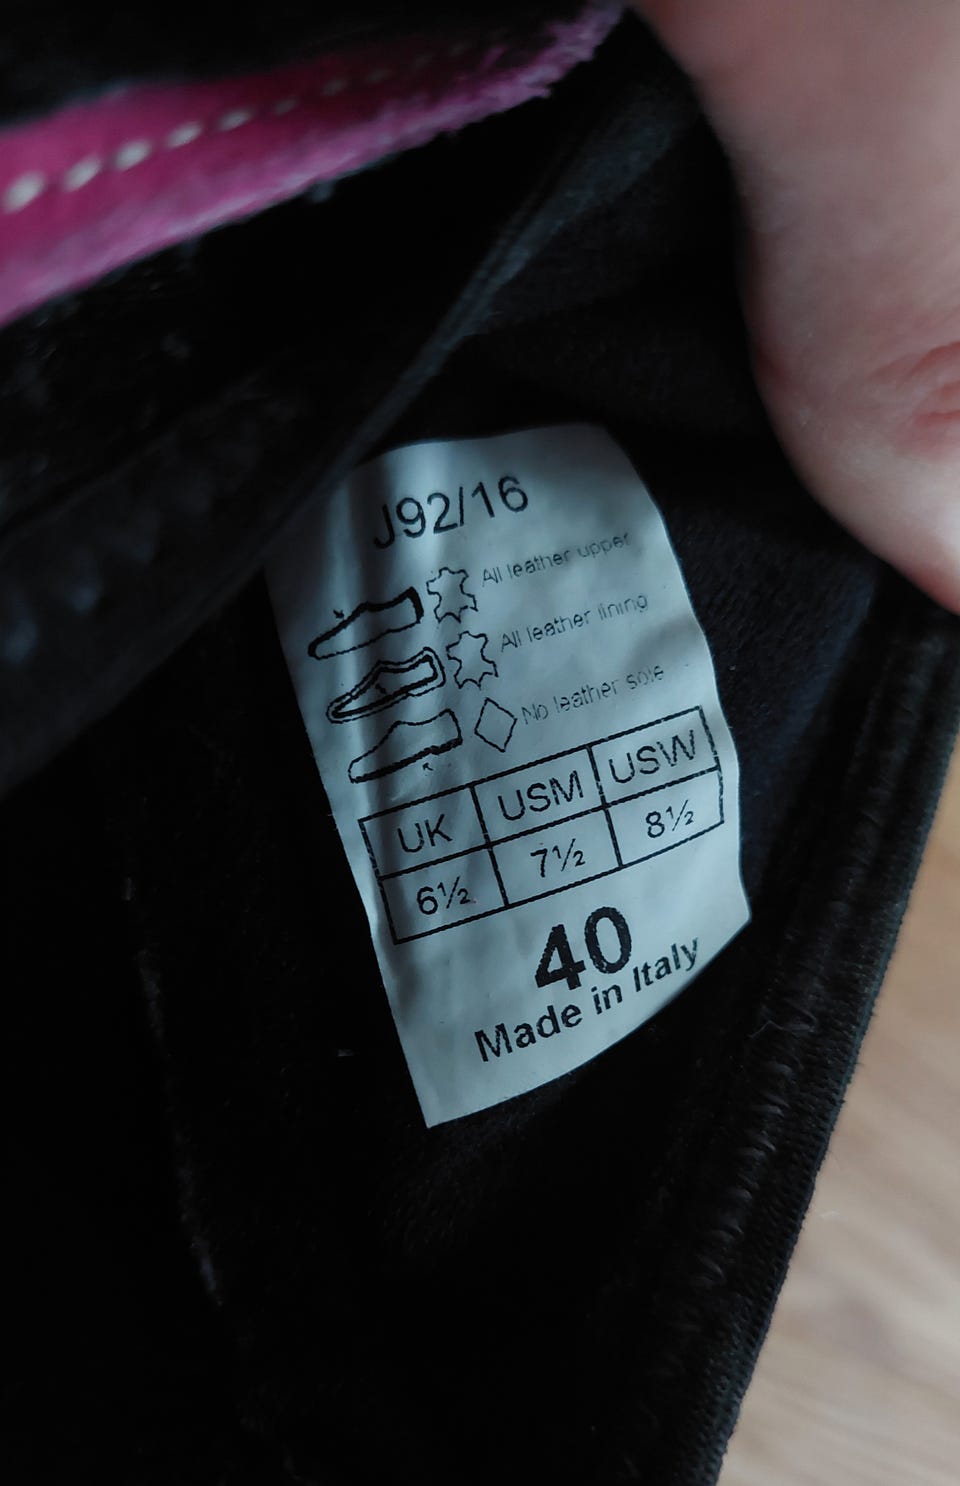 J92/16
All leather upper
All leather lining
No leather sole
UK USM USW
6½ 7½ 8½
40
Made in Italy